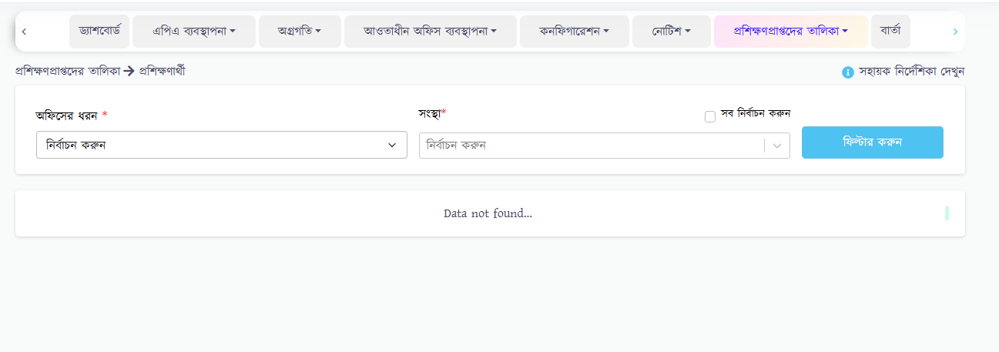 ড্যাশবোর্ড এপিএ ব্যবস্থাপনা অগ্রগতি আওতাধীন অফিস ব্যবস্থাপনা কনফিগারেশন নোটিশ প্রশিক্ষণপ্রাপ্তদের তালিকা বার্তা
প্রশিক্ষণপ্রাপ্তদের তালিকা → প্রশিক্ষণার্থী সহায়ক নির্দেশিকা দেখুন
অফিসের ধরন * সংস্থা* সব নির্বাচন করুন
নির্বাচন করুন নির্বাচন করুন ফিল্টার করুন
Data not found...